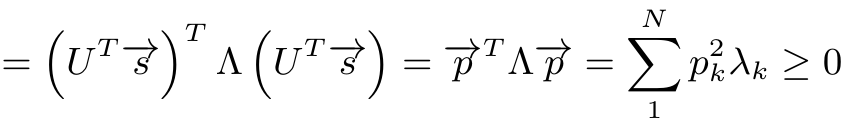 $= \left( U^T \overrightarrow{s} \right)^T \Lambda \left( U^T \overrightarrow{s} \right) = \overrightarrow{p}^T \Lambda \overrightarrow{p} = \sum_{1}^{N} p_k^2 \lambda_k \geq 0$